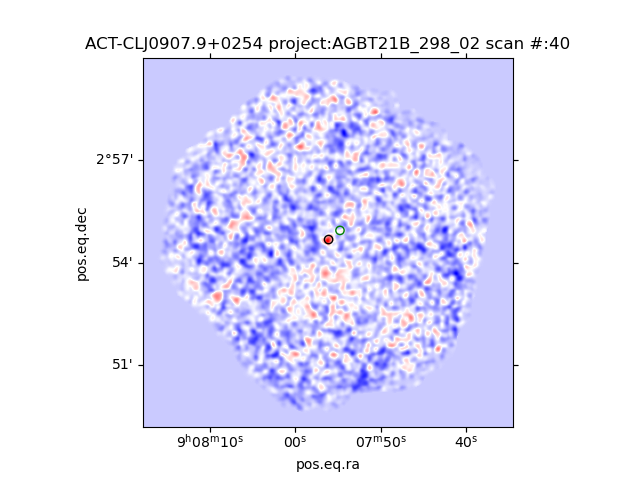 ACT-CLJ0907.9+0254 project:AGBT21B_298_02 scan #:40
2°57'
54'
51'
pos.eq.dec
9ʰ08ᵐ10ˢ 00ˢ 07ᵐ50ˢ 40ˢ
pos.eq.ra